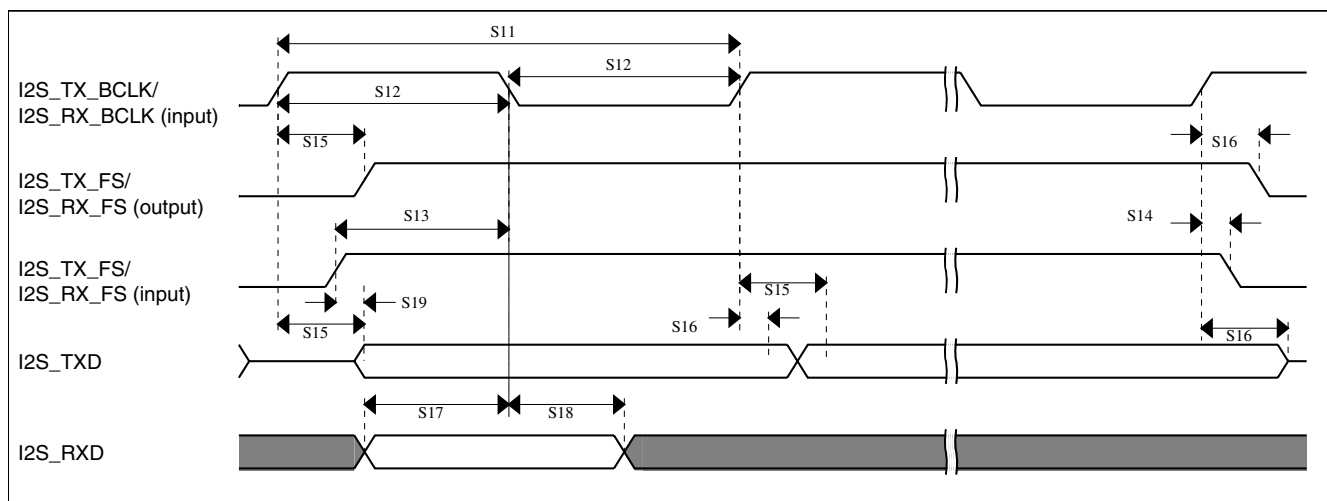 S11
I2S_TX_BCLK/
I2S_RX_BCLK (input)
S12
S12
S15
S16
I2S_TX_FS/
I2S_RX_FS (output)
S13
S14
I2S_TX_FS/
I2S_RX_FS (input)
S19
S15
S15
S16
S16
I2S_TXD
S17
S18
I2S_RXD